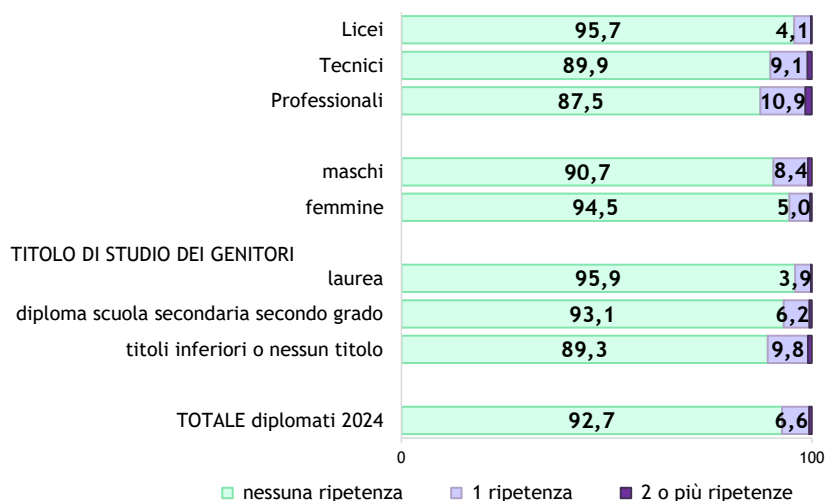 Licei 95,7 4,1
Tecnici 89,9 9,1
Professionali 87,5 10,9
maschi 90,7 8,4
femmine 94,5 5,0
TITOLO DI STUDIO DEI GENITORI
laurea 95,9 3,9
diploma scuola secondaria secondo grado 93,1 6,2
titoli inferiori o nessun titolo 89,3 9,8
TOTALE diplomati 2024 92,7 6,6
0 100
nessuna ripetenza 1 ripetenza 2 o più ripetenze